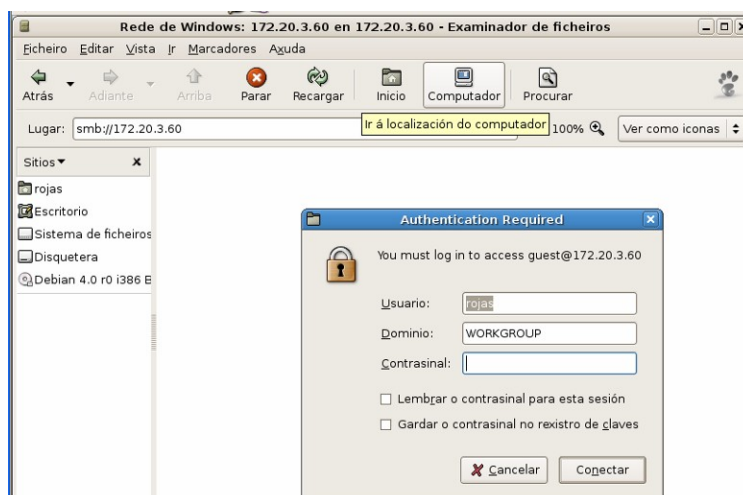 Rede de Windows: 172.20.3.60 en 172.20.3.60 - Examinador de ficheiros
Ficheiro Editar Vista Ir Marcadores Axuda
Atrás Adiante Arriba Parar Recargar Inicio Computador Procurar
Lugar: smb://172.20.3.60 100% Ver como iconas
Ir á localización do computador
Sitios
rojas
Escritorio
Sistema de ficheiros
Disquetera
Debian 4.0 r0 i386 B
Authentication Required
You must log in to access guest@172.20.3.60
Usuario: rojas
Dominio: WORKGROUP
Contrasinal:
Lembrar o contrasinal para esta sesión
Gardar o contrasinal no rexistro de claves
Cancelar Conectar